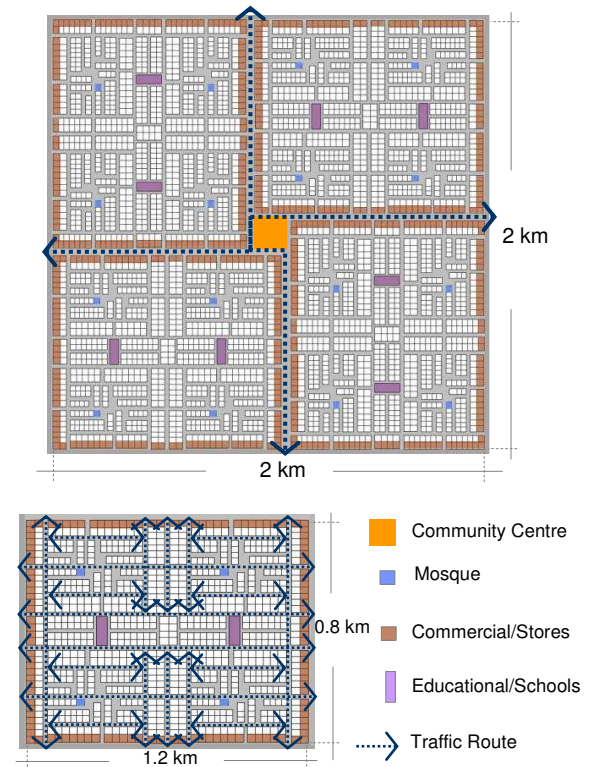 2 km
2 km
Community Centre
Mosque
Commercial/Stores
0.8 km
Educational/Schools
Traffic Route
1.2 km